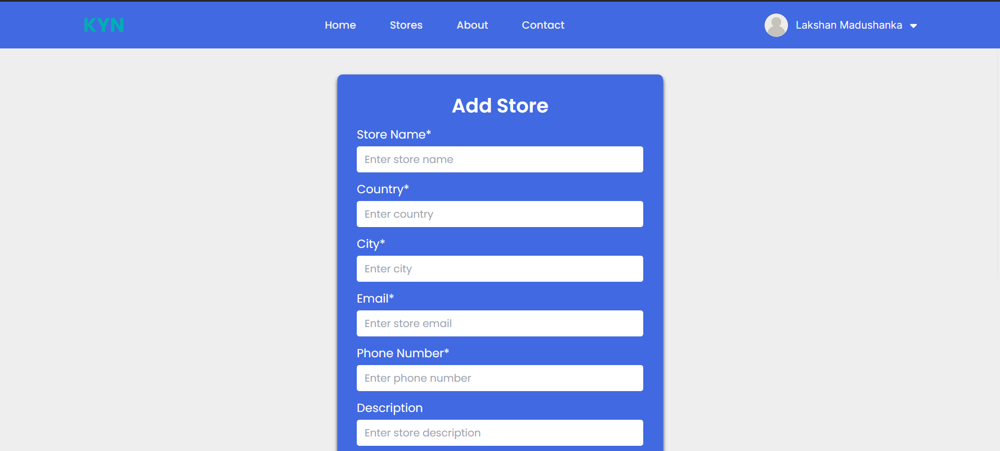 KYN
Home Stores About Contact
Lakshan Madushanka
Add Store
Store Name*
Enter store name
Country*
Enter country
City*
Enter city
Email*
Enter store email
Phone Number*
Enter phone number
Description
Enter store description